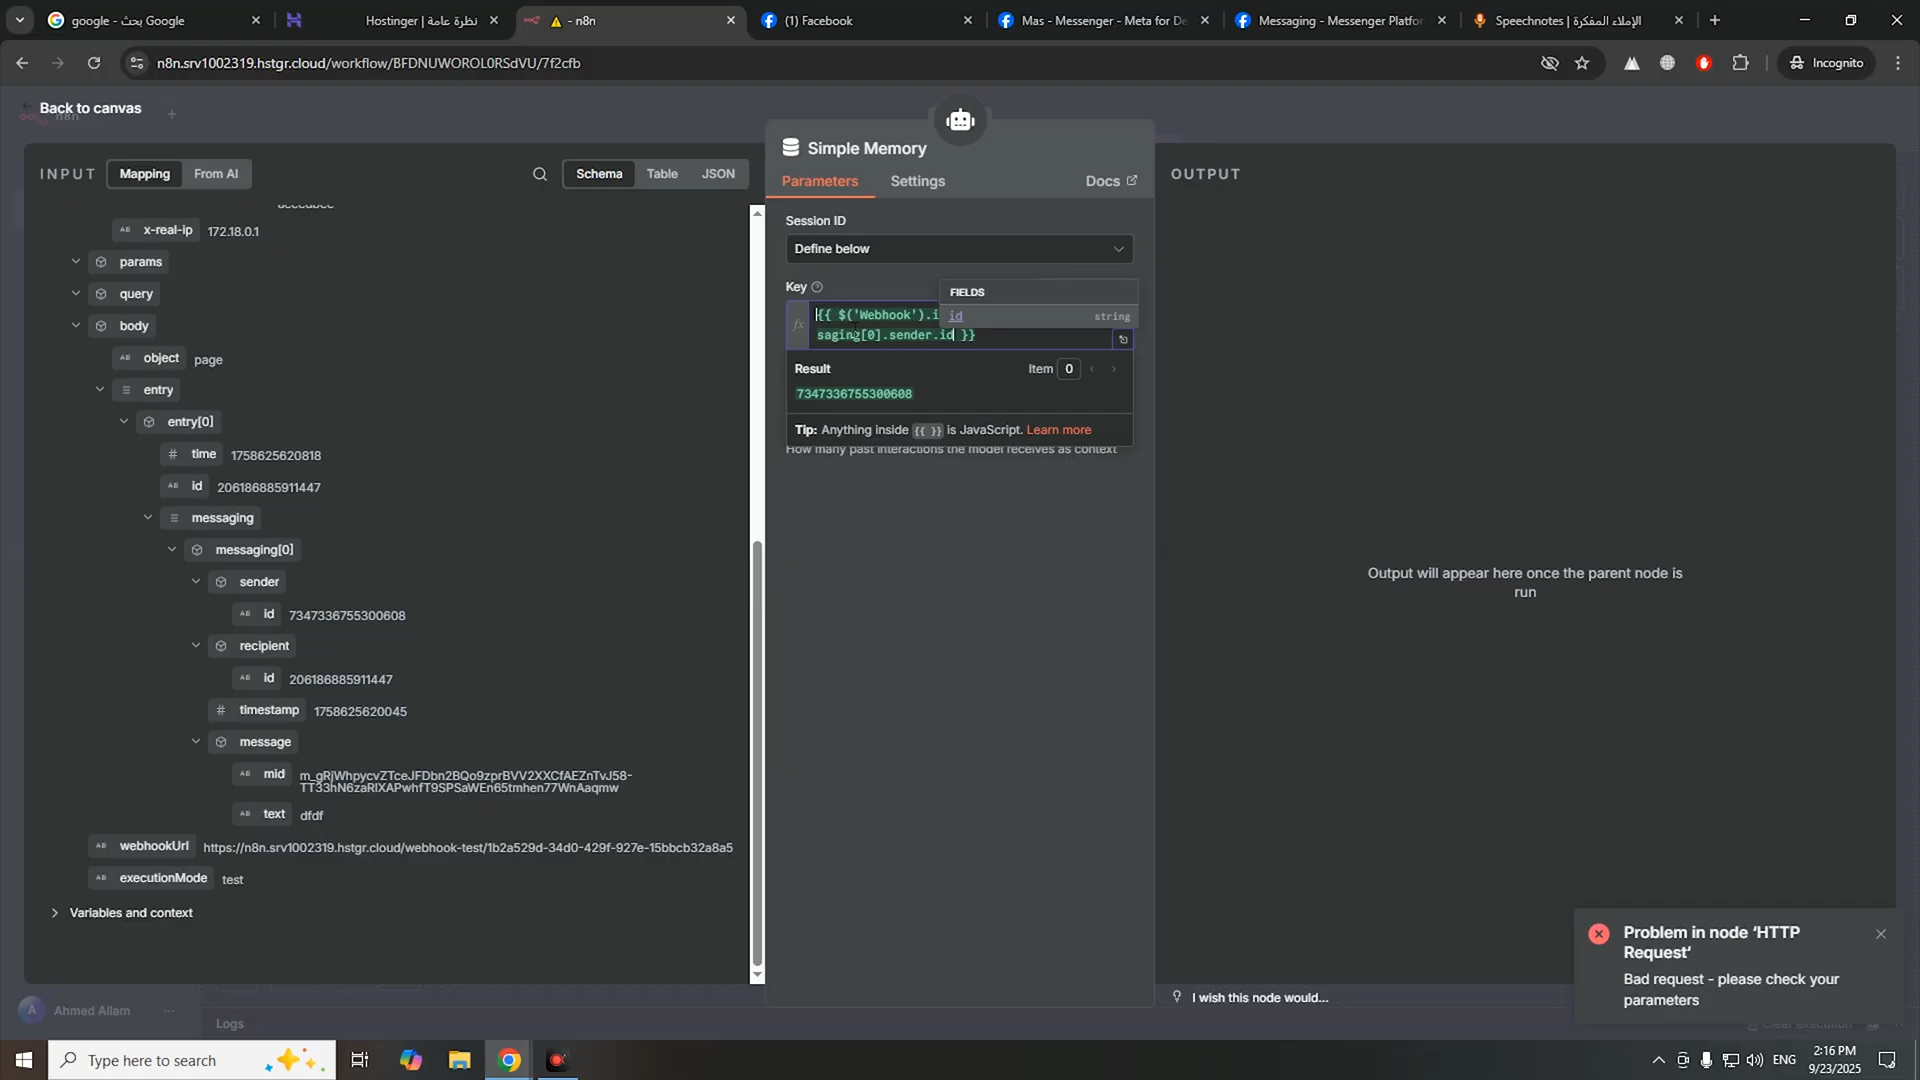 google - بحث Google
Hostinger | نظرة عامة
- n8n
(1) Facebook
Mas - Messenger - Meta for De
Messaging - Messenger Platfor
Speechnotes | الإملاء المفكرة
n8n.srv1002319.hstgr.cloud/workflow/BFDNUWOROL0RSdVU/7f2cfb
Incognito
Back to canvas
n8n
INPUT
Mapping
From AI
Schema
Table
JSON
x-real-ip 172.18.0.1
params
query
body
object page
entry
entry[0]
# time 1758625620818
id 206186885911447
messaging
messaging[0]
sender
id 7347336755300608
recipient
id 206186885911447
# timestamp 1758625620045
message
mid m_gRjWhpycvZTceJFDbn2BQo9zprBVV2XXCfAEZnTvJ58-
TT33hN6zaRIXAPwhfT9SPSaWEn65tmhen77WnAaqmw
text dfdf
webhookUrl https://n8n.srv1002319.hstgr.cloud/webhook-test/1b2a529d-34d0-429f-927e-15bbcb32a8a5
executionMode test
Variables and context
Simple Memory
Parameters
Settings
Docs
Session ID
Define below
Key
FIELDS
id string
fx
{{ $('Webhook').i
saging[0].sender.id }}
Result
Item 0
7347336755300608
Tip: Anything inside {{ }} is JavaScript. Learn more
How many past interactions the model receives as context
OUTPUT
Output will appear here once the parent node is
run
I wish this node would...
Problem in node ‘HTTP
Request‘
Bad request - please check your
parameters
A Ahmed Allam
Logs
Clear execution
Type here to search
ENG
2:16 PM
9/23/2025